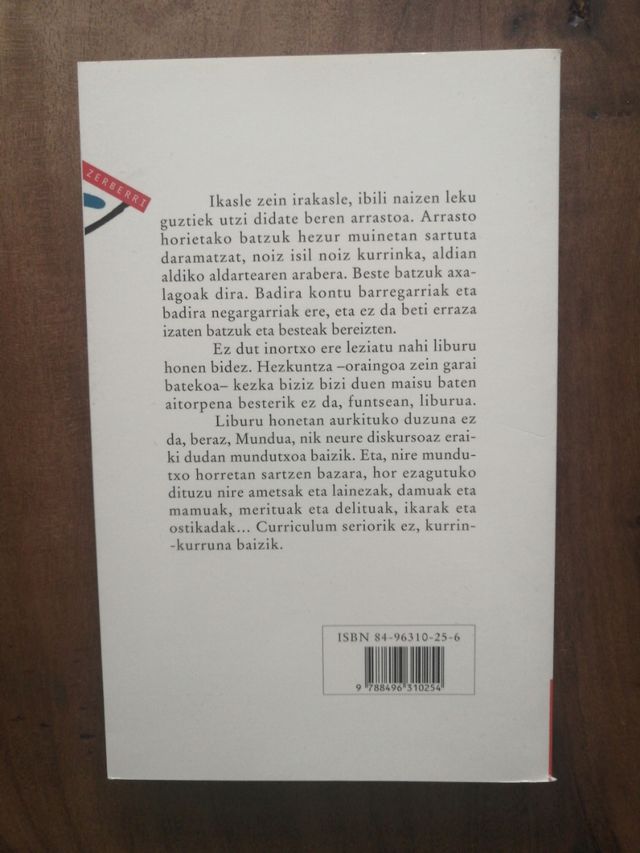 ZERBERRI
Ikasle zein irakasle, ibili naizen leku
guztiek utzi didate beren arrastoa. Arrasto
horietako batzuk hezur muinetan sartuta
daramatzat, noiz isil noiz kurrinka, aldian
aldiko aldartearen arabera. Beste batzuk axa-
lagoak dira. Badira kontu barregarriak eta
badira negargarriak ere, eta ez da beti erraza
izaten batzuk eta besteak bereizten.
Ez dut inortxo ere leziatu nahi liburu
honen bidez. Hezkuntza –oraingoa zein garai
batekoa– kezka biziz bizi duen maisu baten
aitorpena besterik ez da, funtsean, liburua.
Liburu honetan aurkituko duzuna ez
da, beraz, Mundua, nik neure diskursoaz erai-
ki dudan mundutxoa baizik. Eta, nire mundu-
txo horretan sartzen bazara, hor ezagutuko
dituzu nire ametsak eta lainezak, damuak eta
mamuak, merituak eta delituak, ikarak eta
ostikadak... Curriculum seriorik ez, kurrin-
-kurruna baizik.
ISBN 84-96310-25-6
9 788496 310254